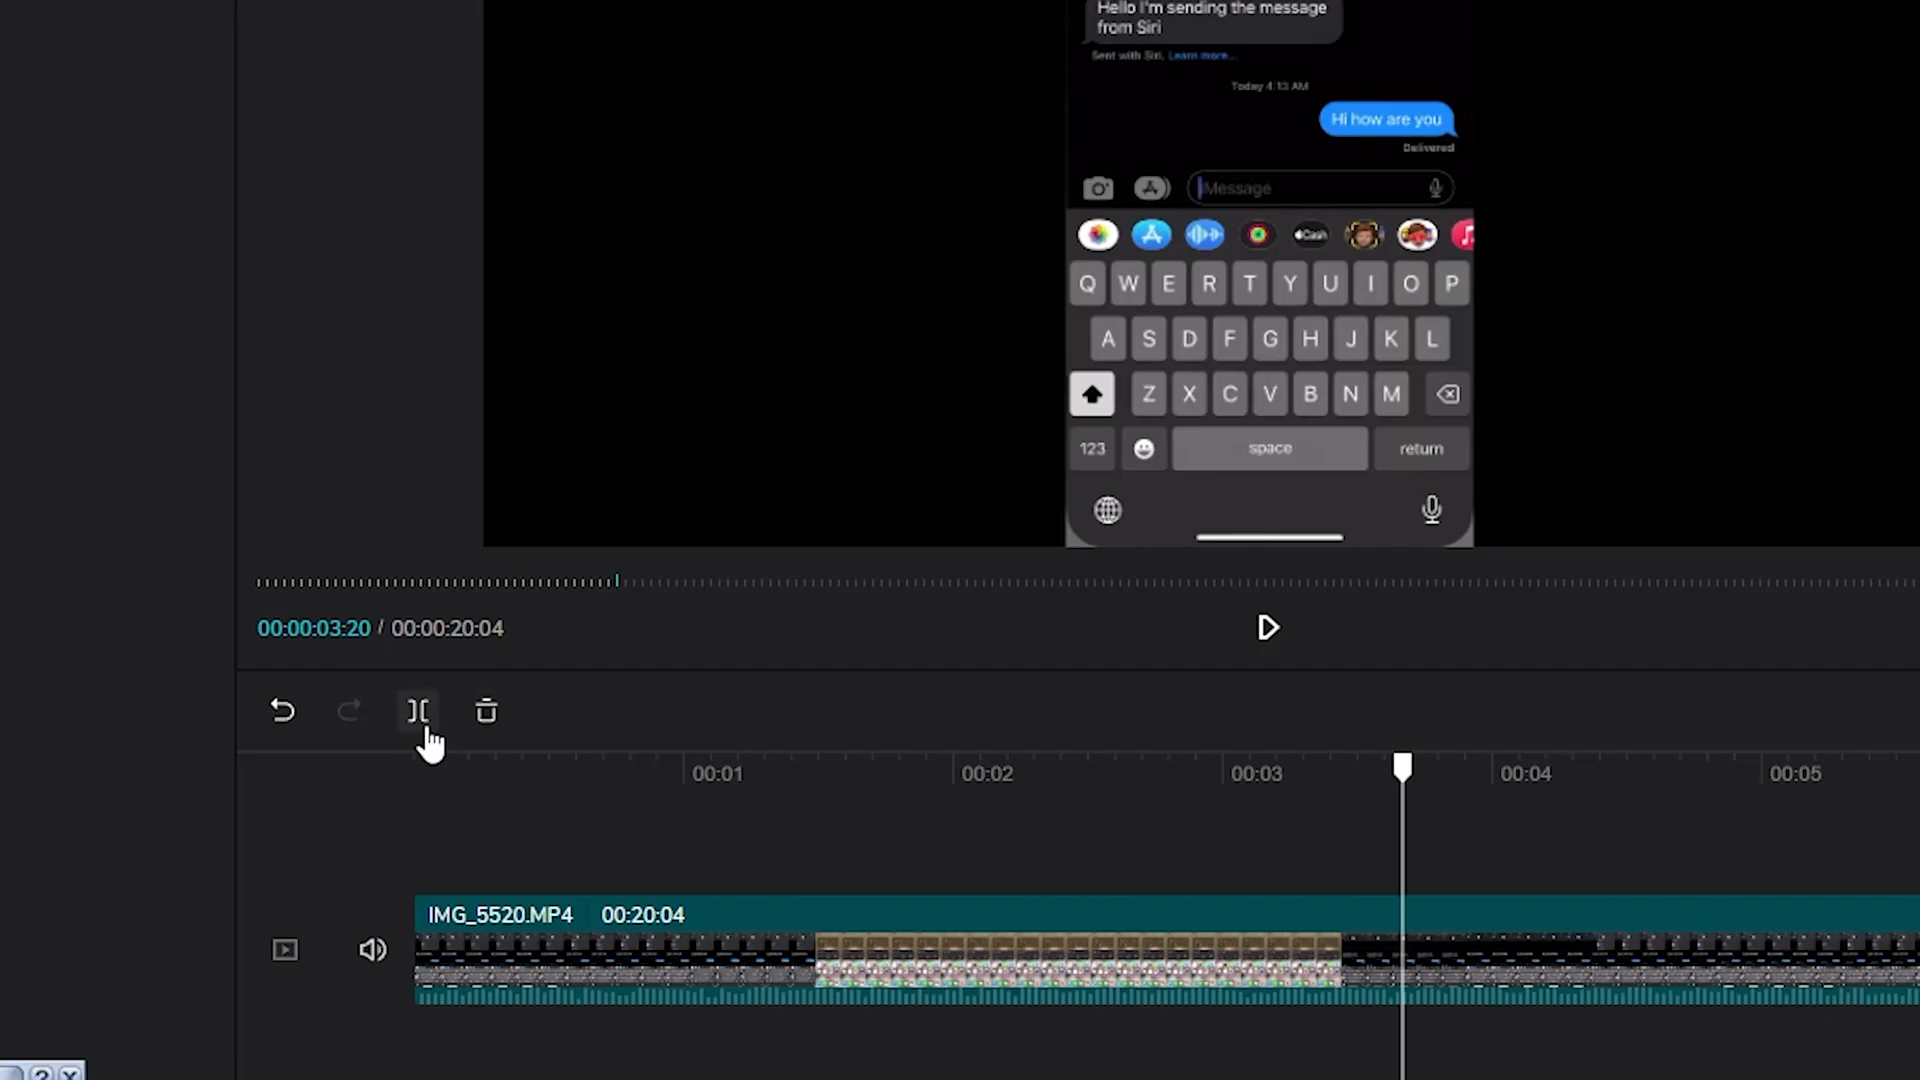 Hello I'm sending the message
from Siri
Sent with Siri. Learn more...
Today 4:13 AM
Hi how are you
Delivered
iMessage
Cash
Q W E R T Y U I O P
A S D F G H J K L
Z X C V B N M
123 space return
00:00:03:20 / 00:00:20:04
00:01 00:02 00:03 00:04 00:05
IMG_5520.MP4 00:20:04
? X